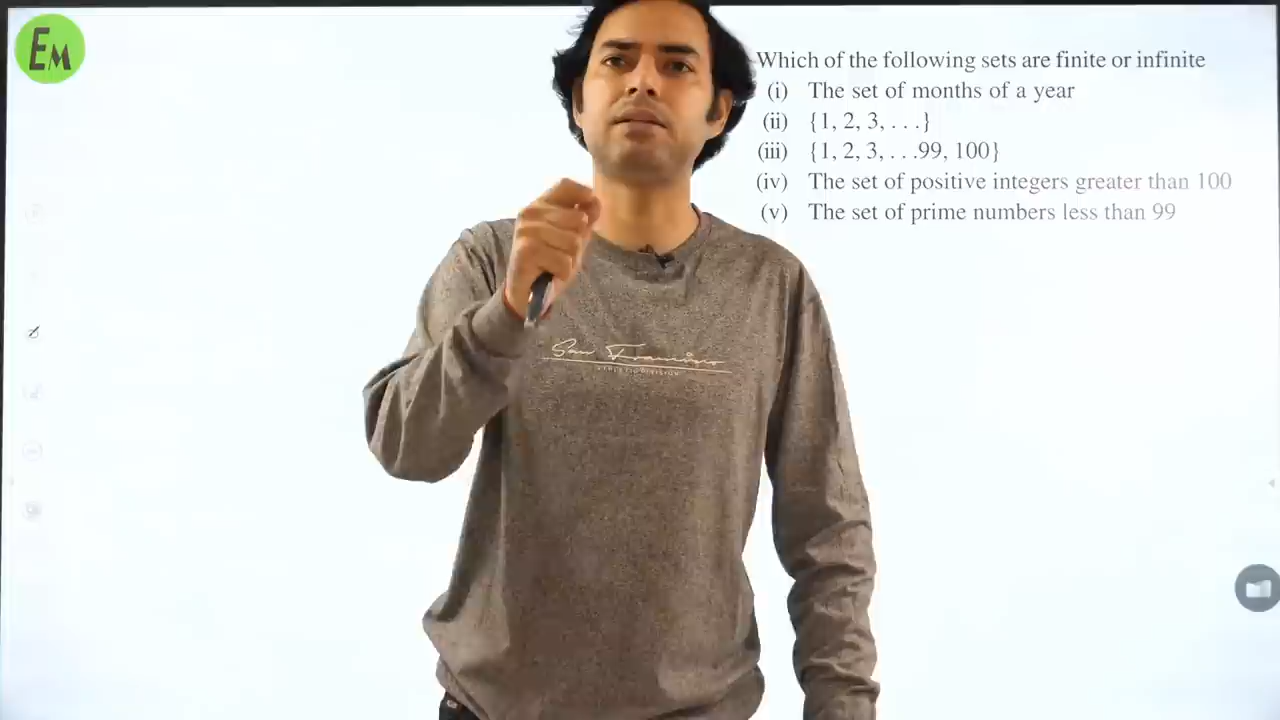 EM
Which of the following sets are finite or infinite
(i) The set of months of a year
(ii) {1, 2, 3, . . .}
(iii) {1, 2, 3, . . .99, 100}
(iv) The set of positive integers greater than 100
(v) The set of prime numbers less than 99
San Francisco